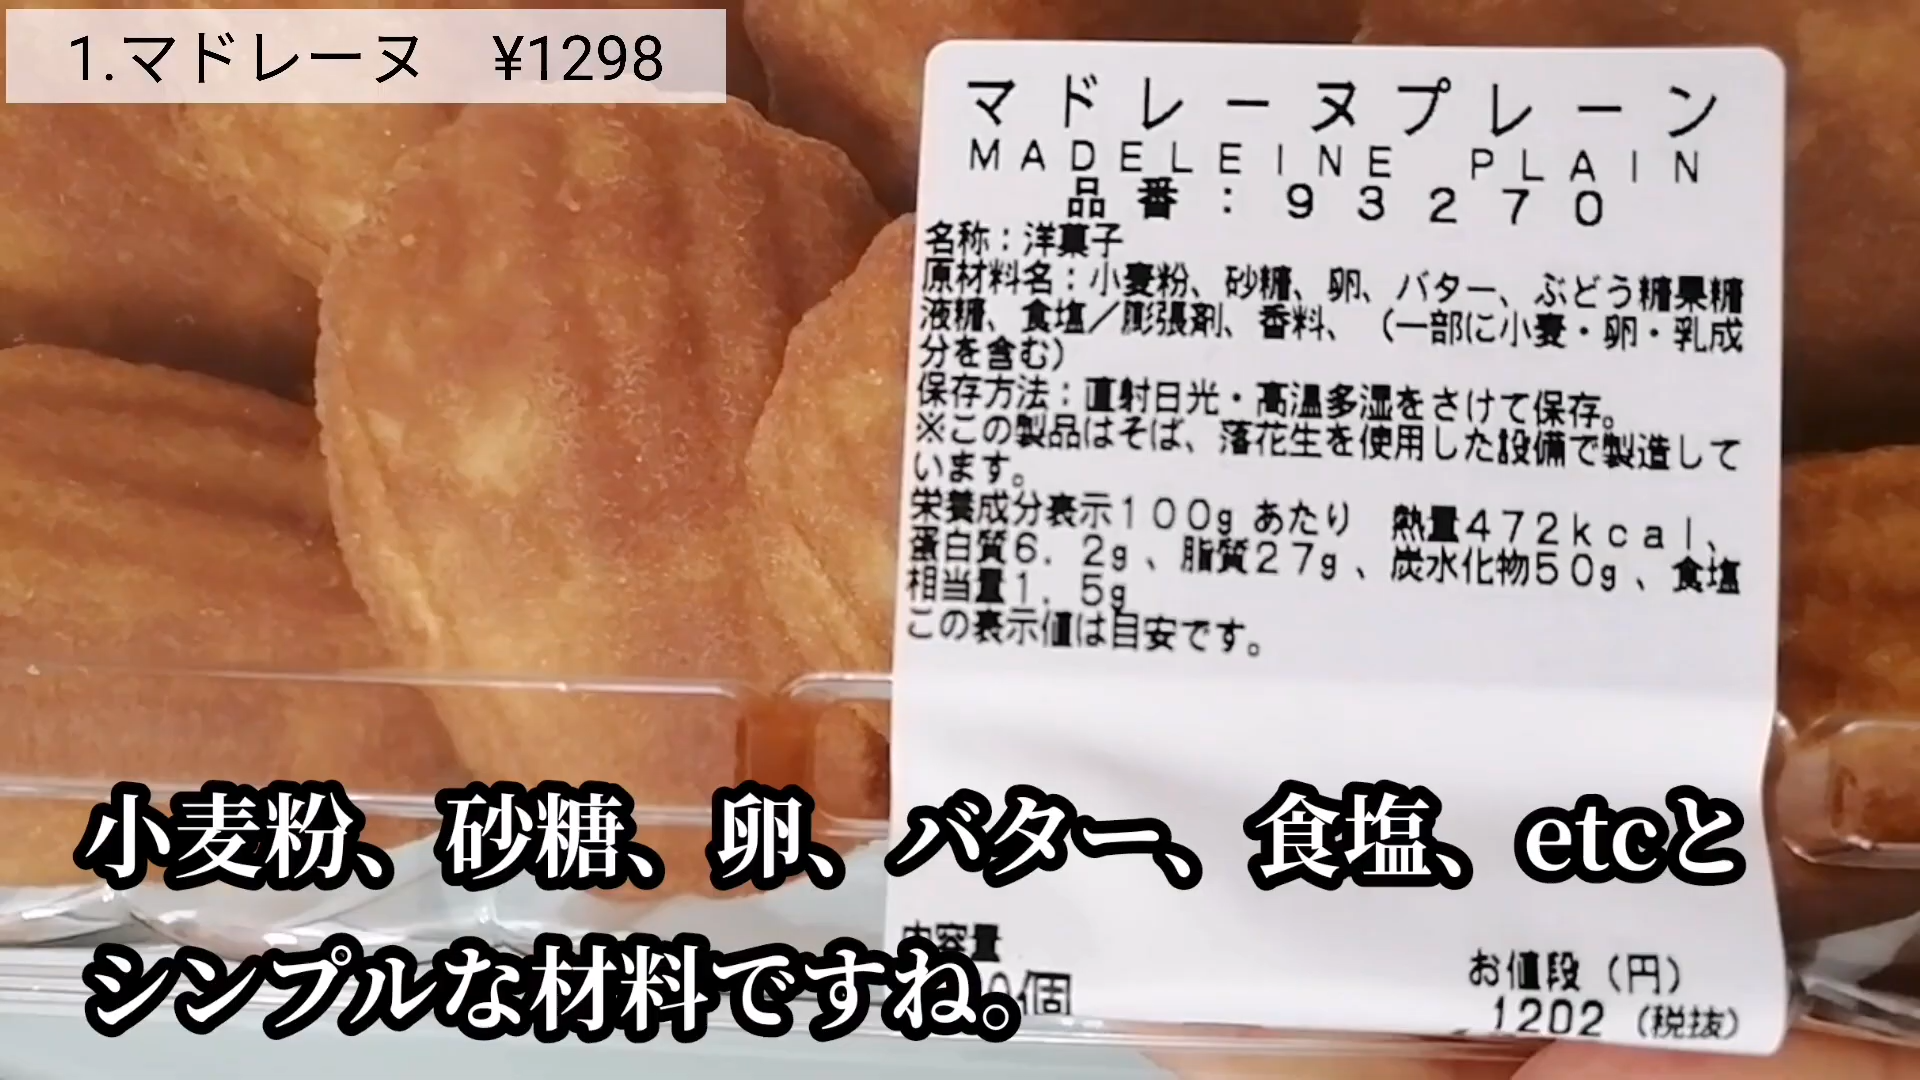 1.マドレーヌ ¥1298
マドレーヌプレーン
MADELEINE PLAIN
品番:93270
名称:洋菓子
原材料名:小麦粉、砂糖、卵、バター、ぶどう糖果糖
液糖、食塩/膨張剤、香料、(一部に小麦・卵・乳成
分を含む)
保存方法:直射日光・高温多湿をさけて保存。
※この製品はそば、落花生を使用した設備で製造して
います。
栄養成分表示100gあたり 熱量472kcal、
蛋白質6.2g、脂質27g、炭水化物50g、食塩
相当量1.5g
この表示値は目安です。
小麦粉、砂糖、卵、バター、食塩、etcと
シンプルな材料ですね。
内容量
0個
お値段(円)
1202(税抜)